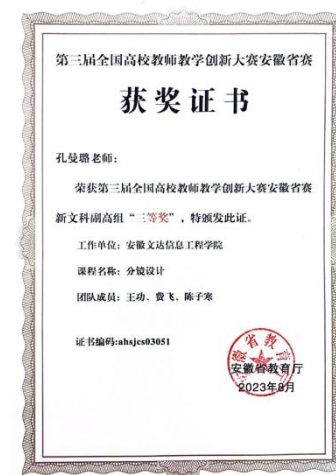 第三届全国高校教师教学创新大赛安徽省赛
获奖证书
孔曼璐老师：
荣获第三届全国高校教师教学创新大赛安徽省赛
新文科副高组“三等奖”，特颁发此证。
工作单位：安徽文达信息工程学院
课程名称：分镜设计
团队成员：王功、费飞、陈子寒
证书编码:ahsjcs03051
安徽省教育厅
2023年8月